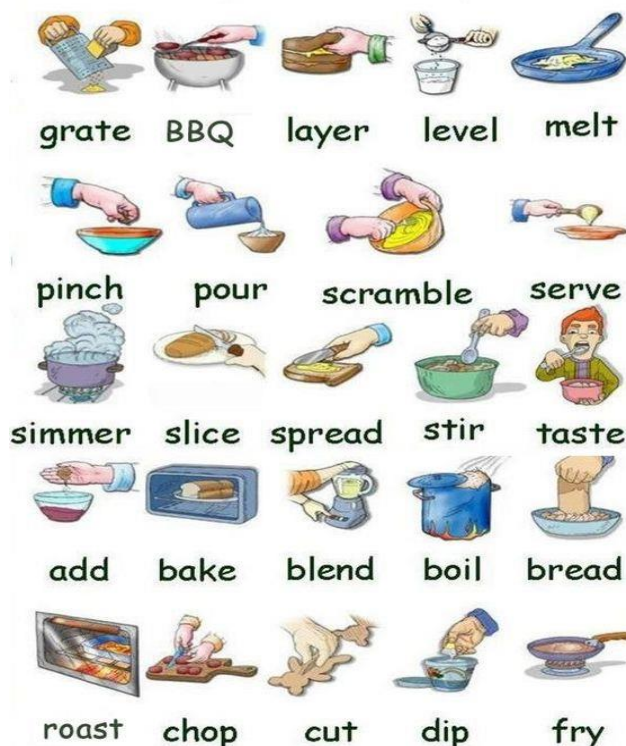 grate BBQ layer level melt
pinch pour scramble serve
simmer slice spread stir taste
add bake blend boil bread
roast chop cut dip fry